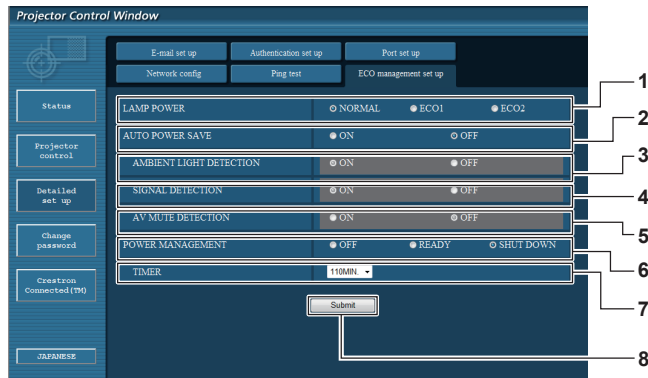 Projector Control Window
E-mail set up Authentication set up Port set up
Network config Ping test ECO management set up
Status
Projector
control
Detailed
set up
Change
password
Crestron
Connected(TM)
JAPANESE
LAMP POWER NORMAL ECO1 ECO2 1
AUTO POWER SAVE ON OFF 2
AMBIENT LIGHT DETECTION ON OFF 3
SIGNAL DETECTION ON OFF 4
AV MUTE DETECTION ON OFF 5
POWER MANAGEMENT OFF READY SHUT DOWN 6
TIMER 110MIN. 7
Submit 8